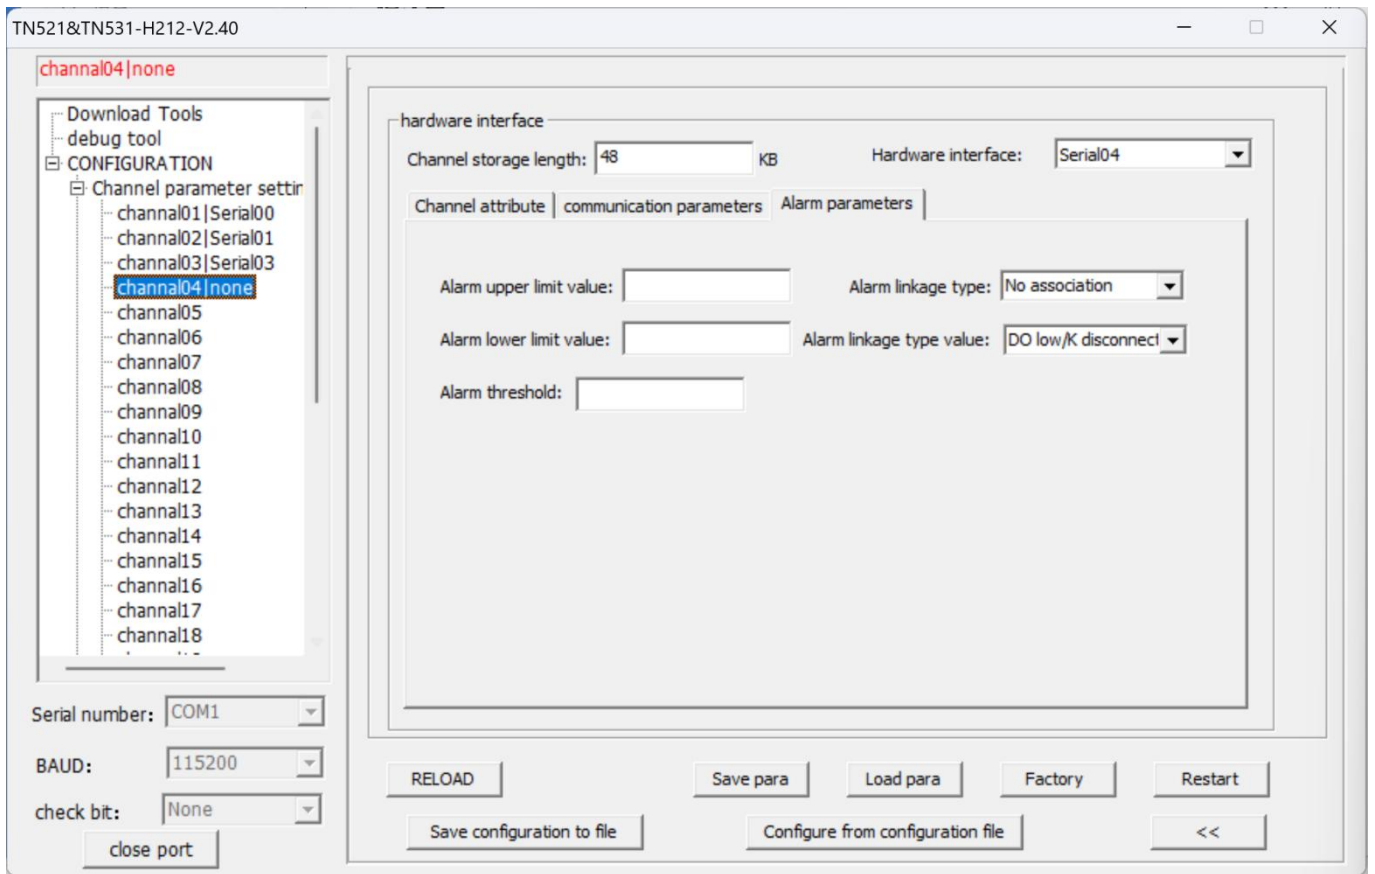 TN521&TN531-H212-V2.40
channal04|none
Download Tools
debug tool
CONFIGURATION
Channel parameter settin
channal01|Serial00
channal02|Serial01
channal03|Serial03
channal04|none
channal05
channal06
channal07
channal08
channal09
channal10
channal11
channal12
channal13
channal14
channal15
channal16
channal17
channal18
Serial number: COM1
BAUD: 115200
check bit: None
close port
hardware interface
Channel storage length: 48 KB Hardware interface: Serial04
Channel attribute communication parameters Alarm parameters
Alarm upper limit value: Alarm linkage type: No association
Alarm lower limit value: Alarm linkage type value: DO low/K disconnect
Alarm threshold:
RELOAD Save para Load para Factory Restart
Save configuration to file Configure from configuration file <<